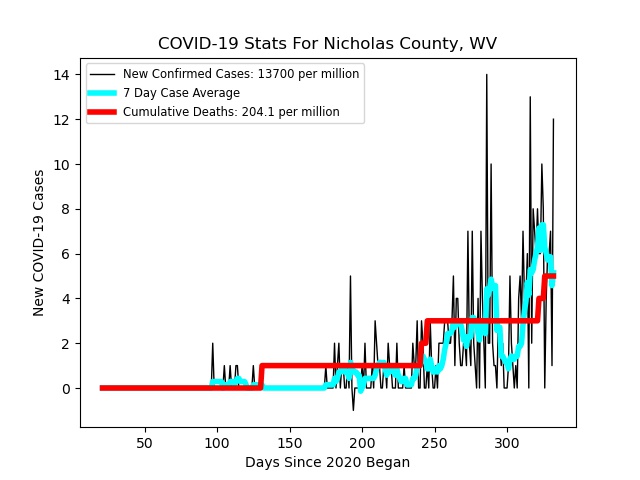 COVID-19 Stats For Nicholas County, WV
New Confirmed Cases: 13700 per million
7 Day Case Average
Cumulative Deaths: 204.1 per million
14
12
10
8
6
4
2
0
New COVID-19 Cases
50 100 150 200 250 300
Days Since 2020 Began